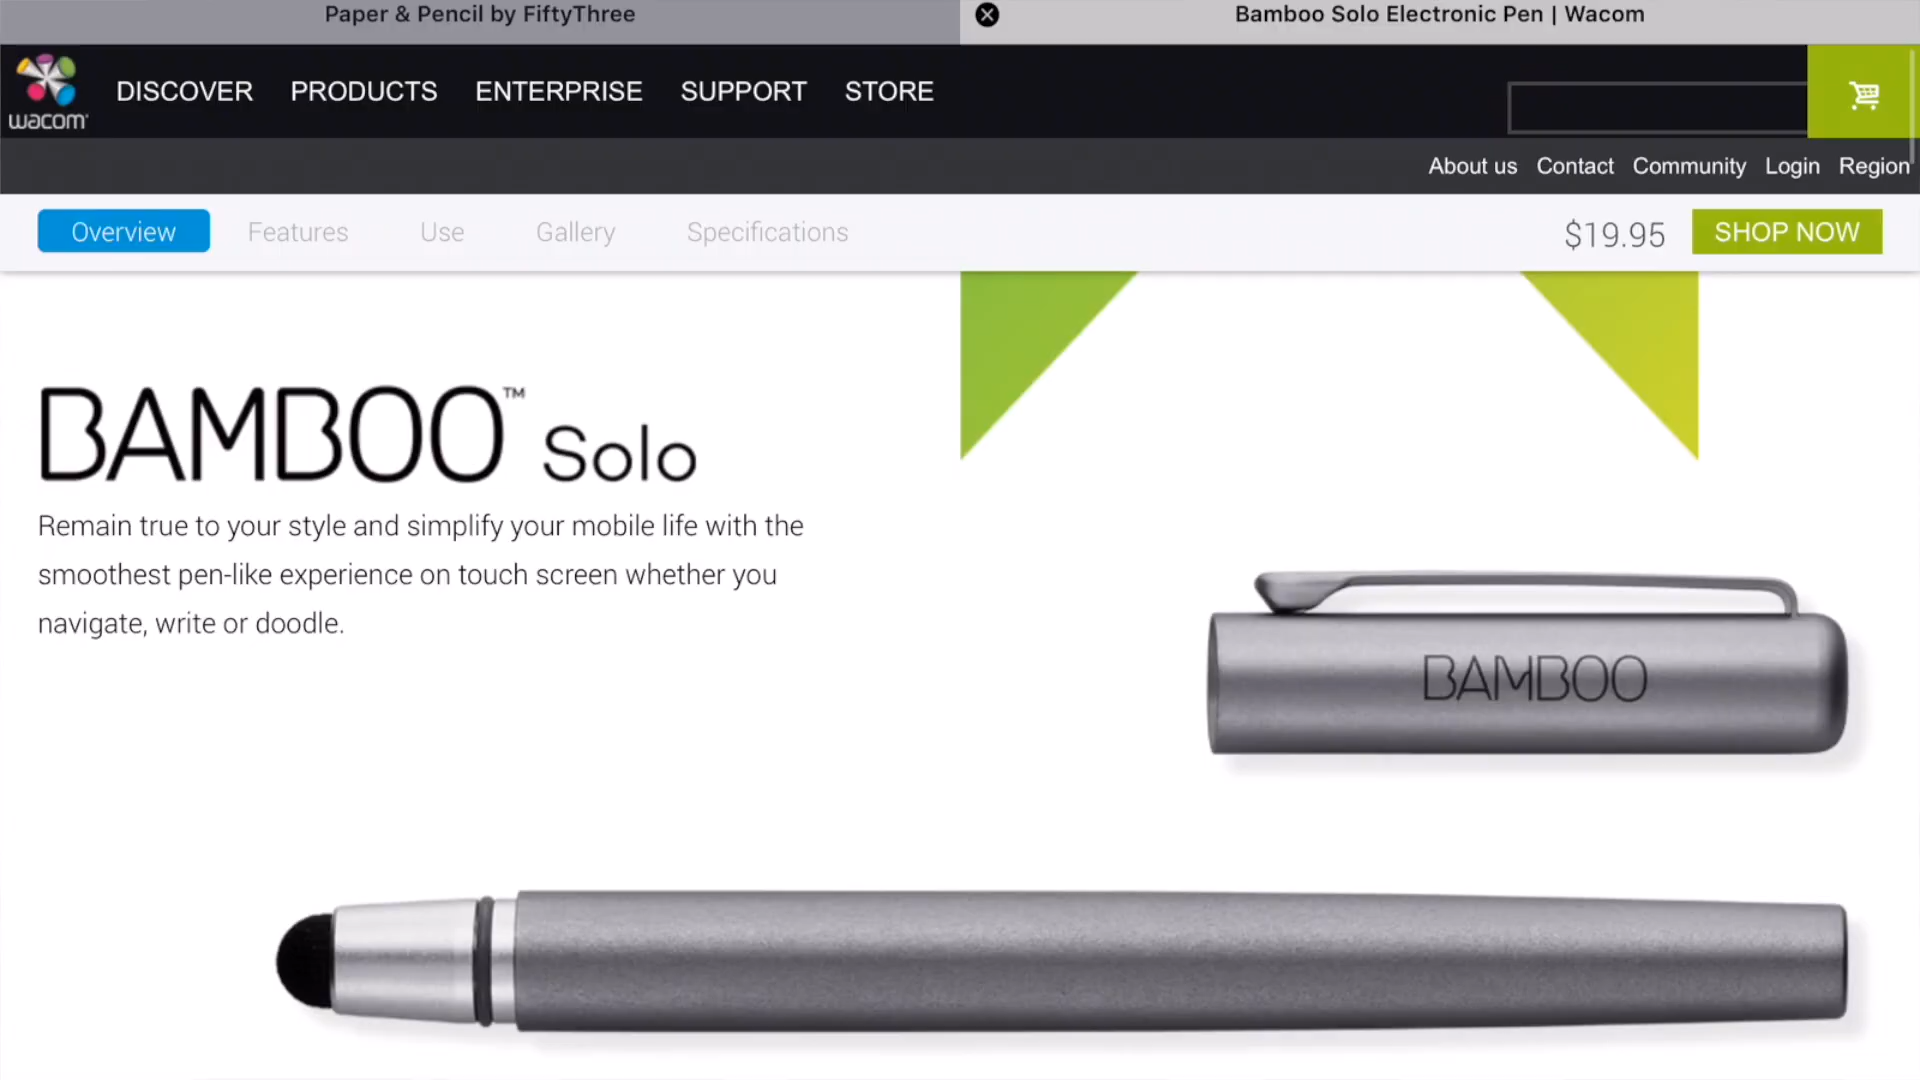 Paper & Pencil by FiftyThree
Bamboo Solo Electronic Pen | Wacom
wacom
DISCOVER PRODUCTS ENTERPRISE SUPPORT STORE
About us Contact Community Login Region
Overview Features Use Gallery Specifications $19.95 SHOP NOW
BAMBOO™ Solo
Remain true to your style and simplify your mobile life with the
smoothest pen-like experience on touch screen whether you
navigate, write or doodle.
BAMBOO